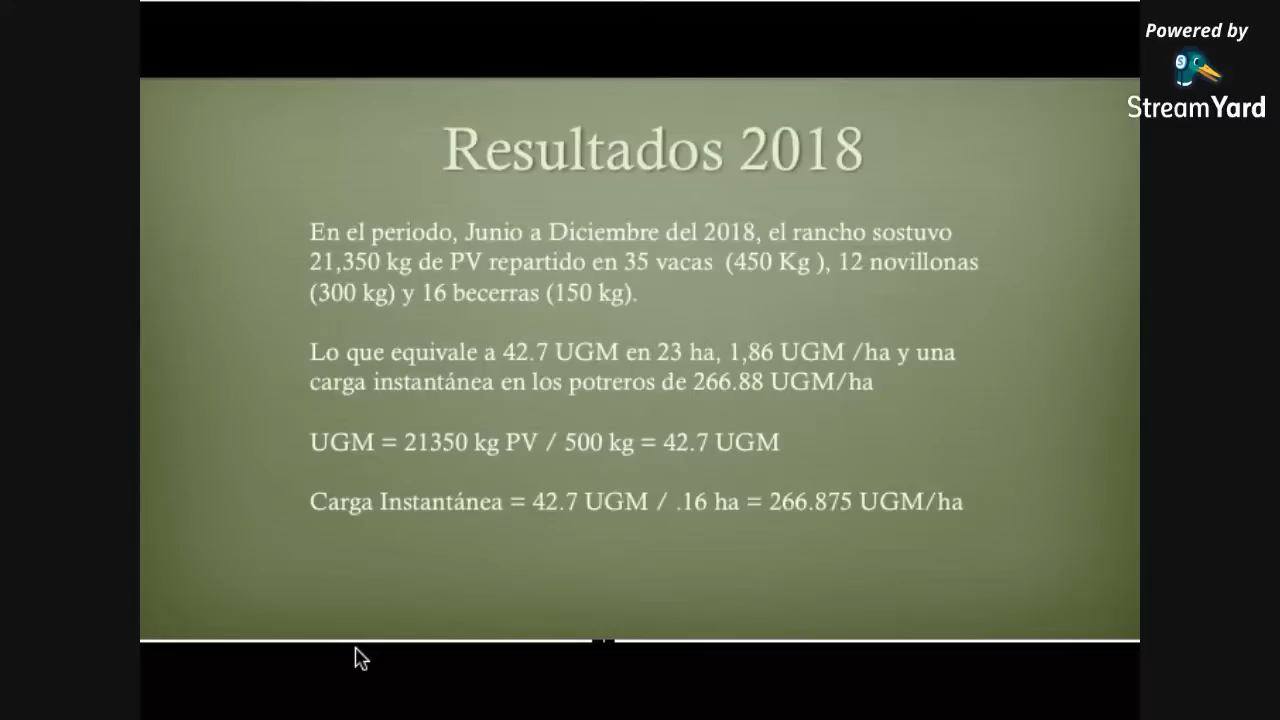 Powered by
StreamYard
Resultados 2018
En el periodo, Junio a Diciembre del 2018, el rancho sostuvo
21,350 kg de PV repartido en 35 vacas (450 Kg ), 12 novillonas
(300 kg) y 16 becerras (150 kg).
Lo que equivale a 42.7 UGM en 23 ha, 1,86 UGM /ha y una
carga instantánea en los potreros de 266.88 UGM/ha
UGM = 21350 kg PV / 500 kg = 42.7 UGM
Carga Instantánea = 42.7 UGM / .16 ha = 266.875 UGM/ha